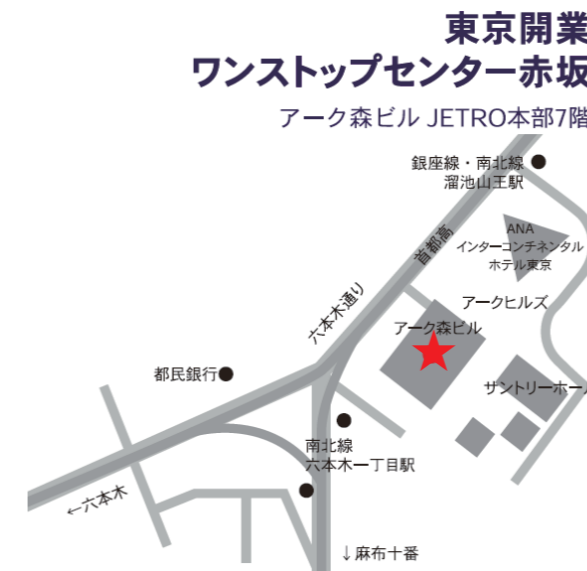 東京開業
ワンストップセンター赤坂
アーク森ビル JETRO本部7階
銀座線・南北線
溜池山王駅
首都高
ANA
インターコンチネンタル
ホテル東京
六本木通り
アークヒルズ
アーク森ビル
都民銀行
サントリーホール
南北線
六本木一丁目駅
←六本木
↓麻布十番